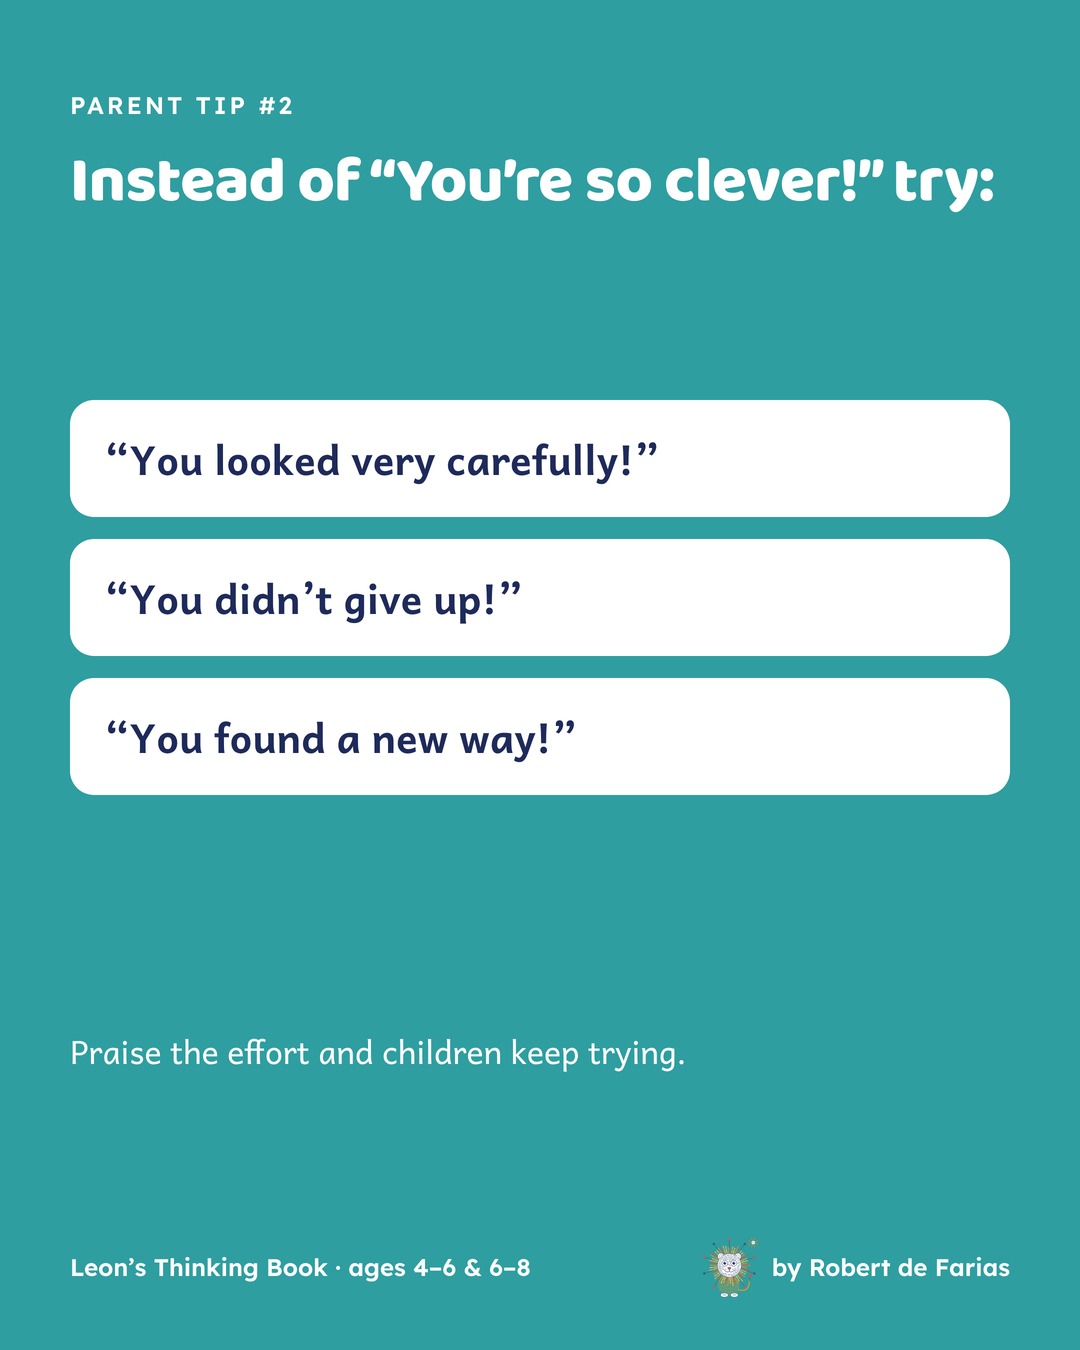 PARENT TIP #2
Instead of “You’re so clever!” try:
“You looked very carefully!”
“You didn’t give up!”
“You found a new way!”
Praise the effort and children keep trying.
Leon’s Thinking Book · ages 4–6 & 6–8
by Robert de Farias